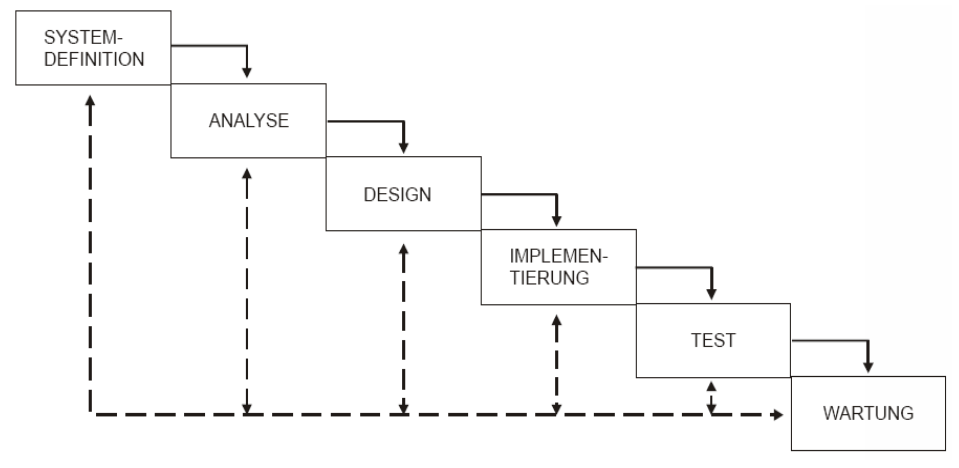 SYSTEM-
DEFINITION
ANALYSE
DESIGN
IMPLEMEN-
TIERUNG
TEST
WARTUNG